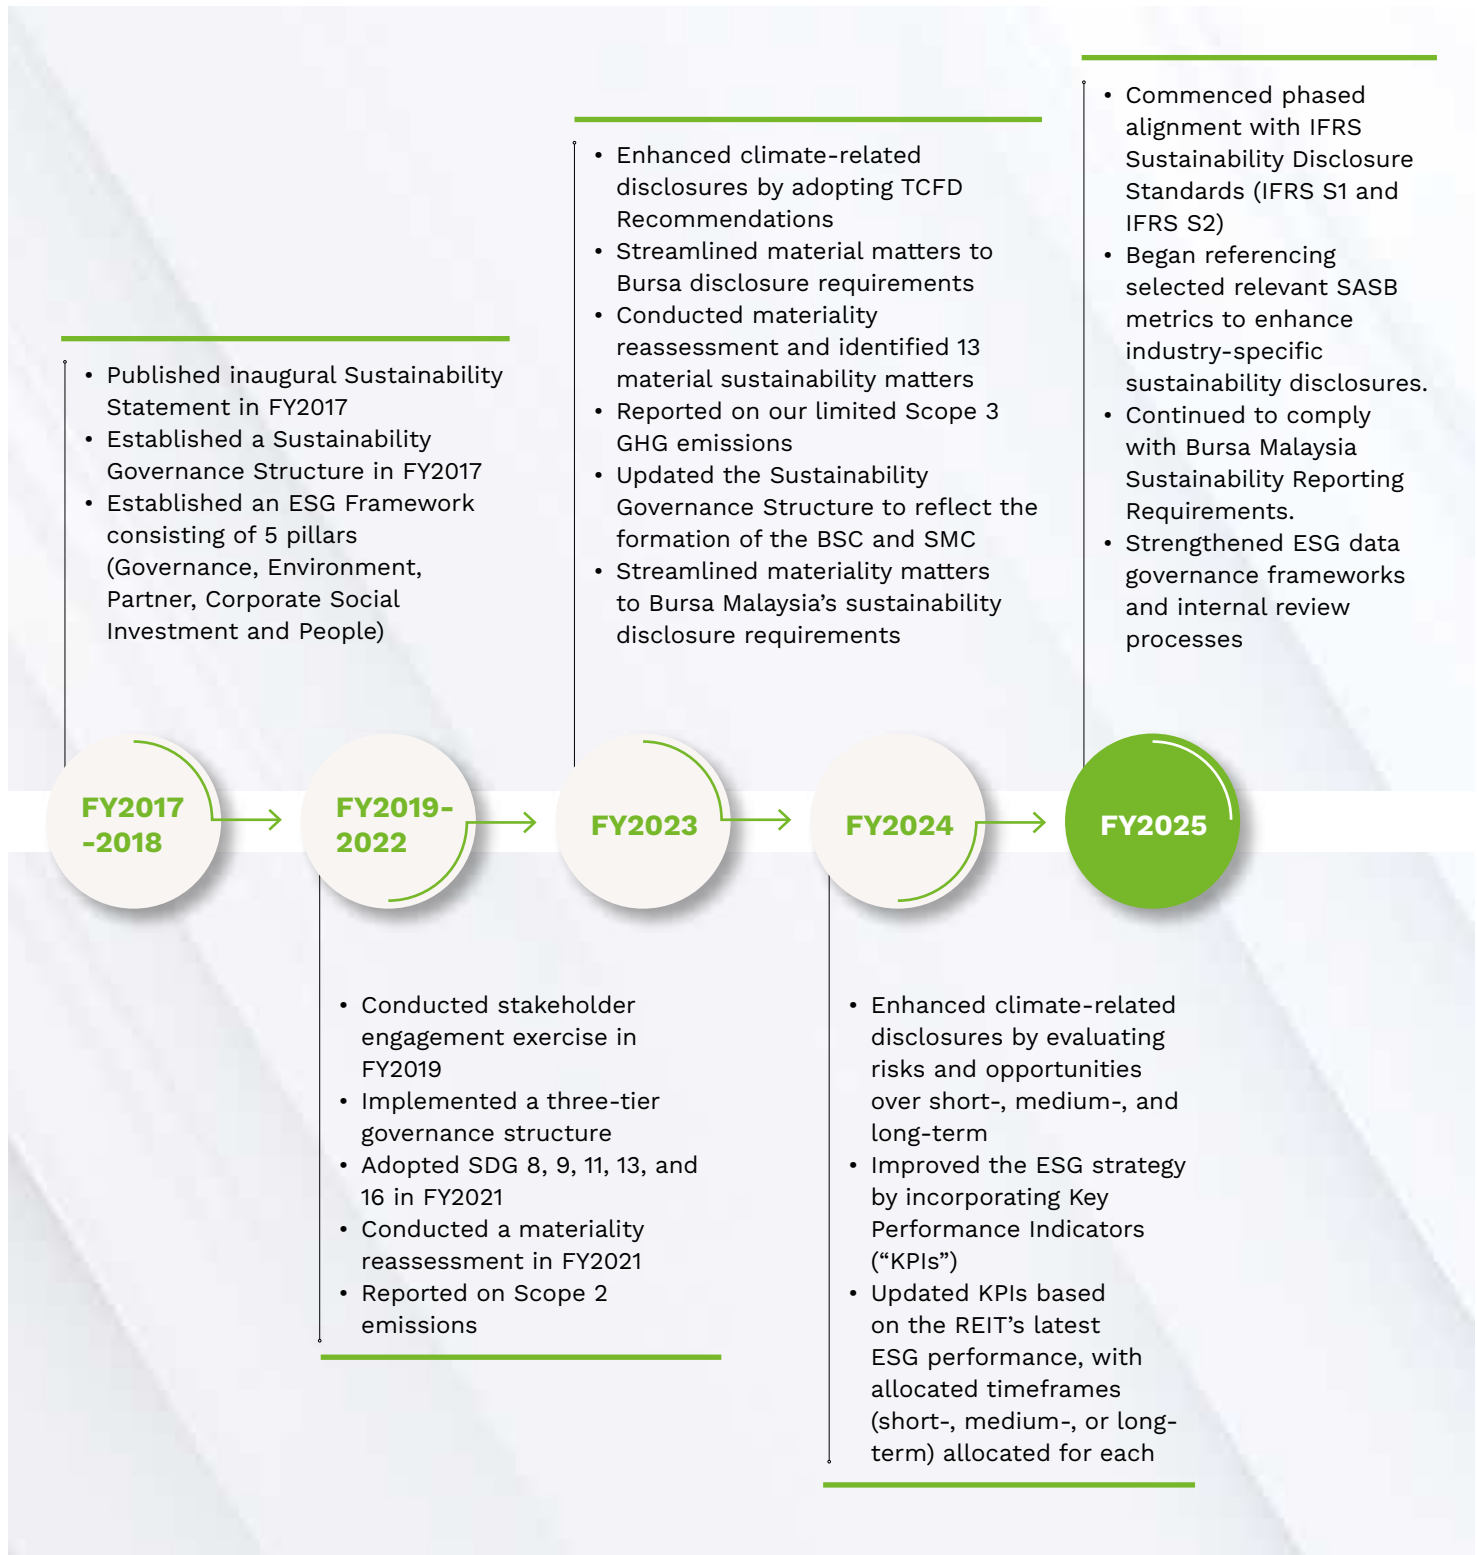 • Published inaugural Sustainability
Statement in FY2017
• Established a Sustainability
Governance Structure in FY2017
• Established an ESG Framework
consisting of 5 pillars
(Governance, Environment,
Partner, Corporate Social
Investment and People)
FY2017
-2018
• Conducted stakeholder
engagement exercise in
FY2019
• Implemented a three-tier
governance structure
• Adopted SDG 8, 9, 11, 13, and
16 in FY2021
• Conducted a materiality
reassessment in FY2021
• Reported on Scope 2
emissions
FY2019-
2022
• Enhanced climate-related
disclosures by adopting TCFD
Recommendations
• Streamlined material matters to
Bursa disclosure requirements
• Conducted materiality
reassessment and identified 13
material sustainability matters
• Reported on our limited Scope 3
GHG emissions
• Updated the Sustainability
Governance Structure to reflect the
formation of the BSC and SMC
• Streamlined materiality matters
to Bursa Malaysia’s sustainability
disclosure requirements
FY2023
• Enhanced climate-related
disclosures by evaluating
risks and opportunities
over short-, medium-, and
long-term
• Improved the ESG strategy
by incorporating Key
Performance Indicators
(“KPIs”)
• Updated KPIs based
on the REIT’s latest
ESG performance, with
allocated timeframes
(short-, medium-, or long-
term) allocated for each
FY2024
• Commenced phased
alignment with IFRS
Sustainability Disclosure
Standards (IFRS S1 and
IFRS S2)
• Began referencing
selected relevant SASB
metrics to enhance
industry-specific
sustainability disclosures.
• Continued to comply
with Bursa Malaysia
Sustainability Reporting
Requirements.
• Strengthened ESG data
governance frameworks
and internal review
processes
FY2025